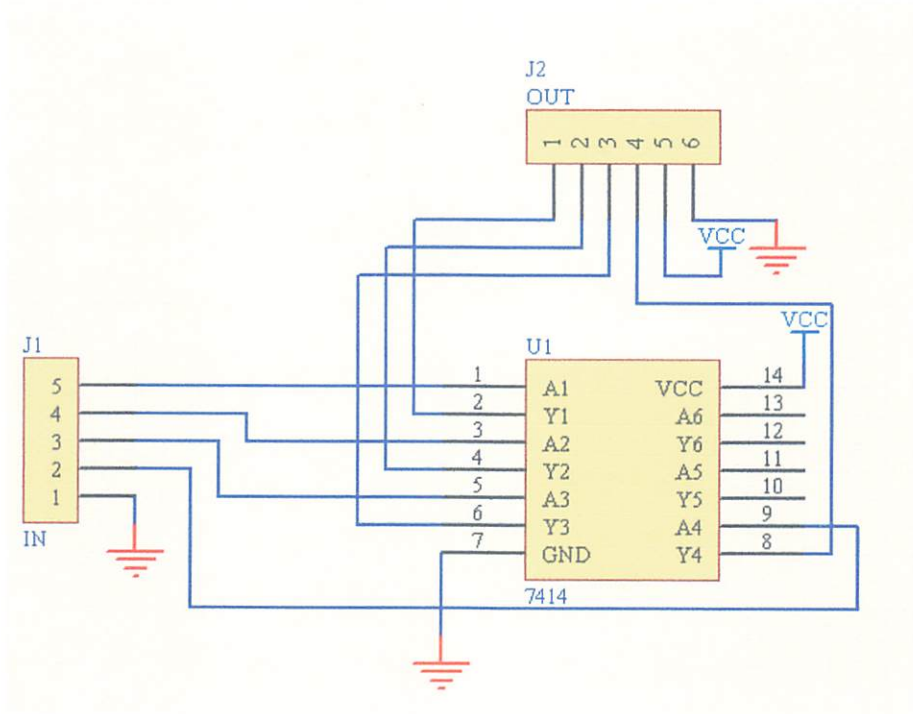 J2
OUT
1 2 3 4 5 6
VCC
VCC
J1
5
4
3
2
1
IN
U1
1 A1 VCC 14
2 Y1 A6 13
3 A2 Y6 12
4 Y2 A5 11
5 A3 Y5 10
6 Y3 A4 9
7 GND Y4 8
7414